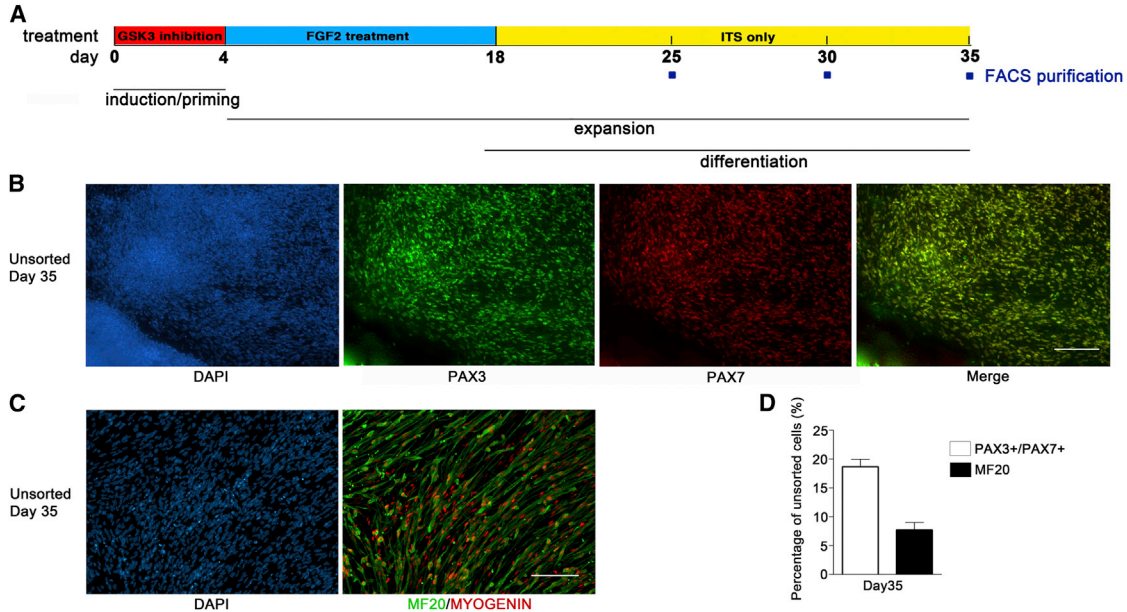 A
treatment GSK3 inhibition FGF2 treatment ITS only
day 0 4 18 25 30 35
FACS purification
induction/priming
expansion
differentiation
B
Unsorted
Day 35
DAPI PAX3 PAX7 Merge
C
Unsorted
Day 35
DAPI MF20/MYOGENIN
D
Percentage of unsorted cells (%)
25
20
15
10
5
0
Day35
PAX3+/PAX7+
MF20